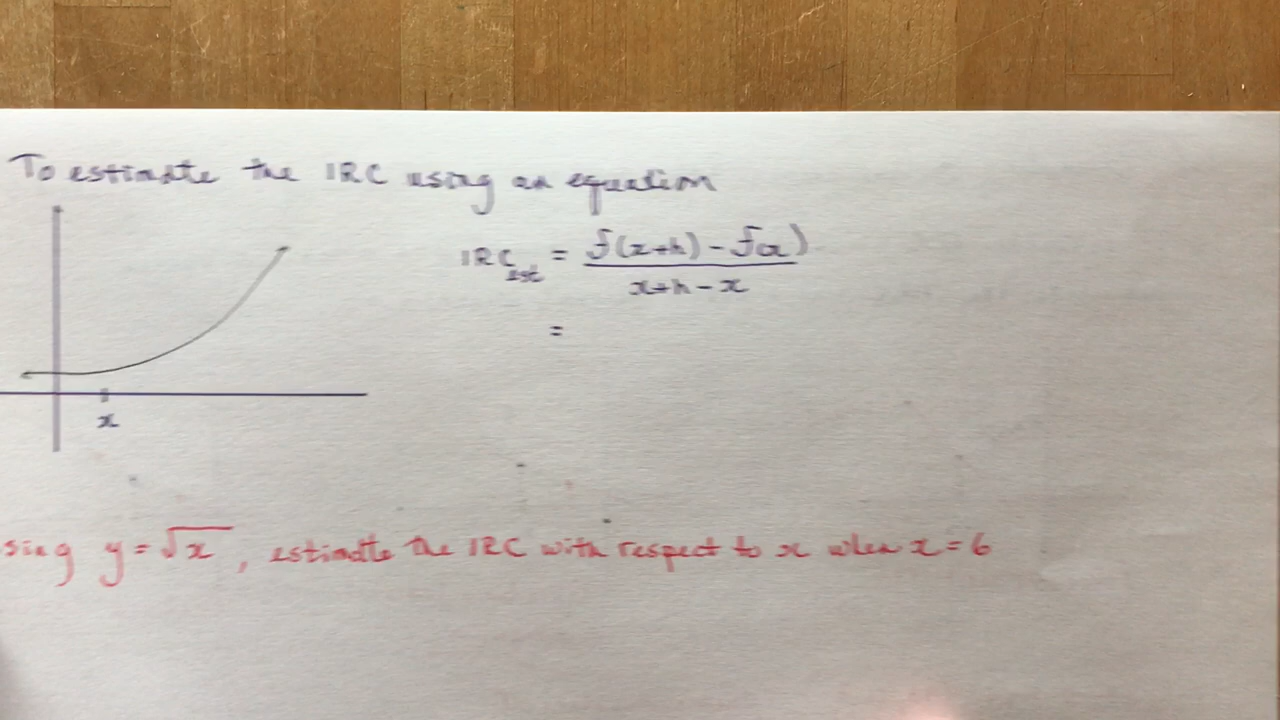 To estimate the IRC using an equation
IRC est = f(x+h) - f(x)
x+h - x
=
x
sing y = √x , estimate the IRC with respect to x when x = 6